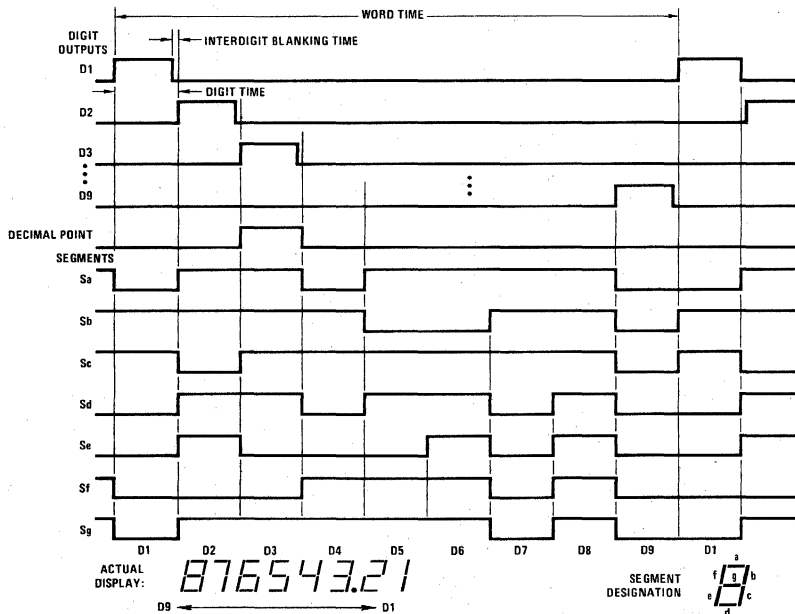 WORD TIME
DIGIT
OUTPUTS
INTERDIGIT BLANKING TIME
D1
DIGIT TIME
D2
D3
D9
DECIMAL POINT
SEGMENTS
Sa
Sb
Sc
Sd
Se
Sf
Sg
D1 D2 D3 D4 D5 D6 D7 D8 D9 D1
ACTUAL
DISPLAY:
876543.21
D9 D1
SEGMENT
DESIGNATION
a
f g b
e c
d